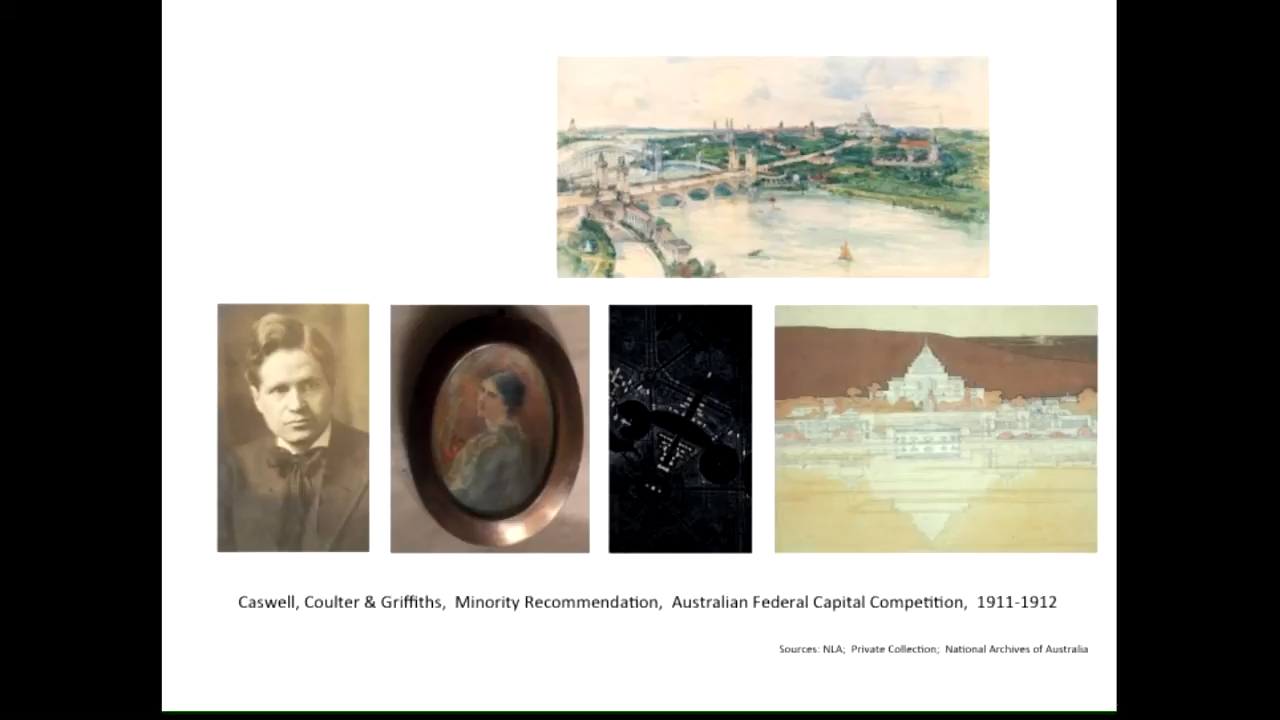 Caswell, Coulter & Griffiths, Minority Recommendation, Australian Federal Capital Competition, 1911-1912
Sources: NLA; Private Collection; National Archives of Australia